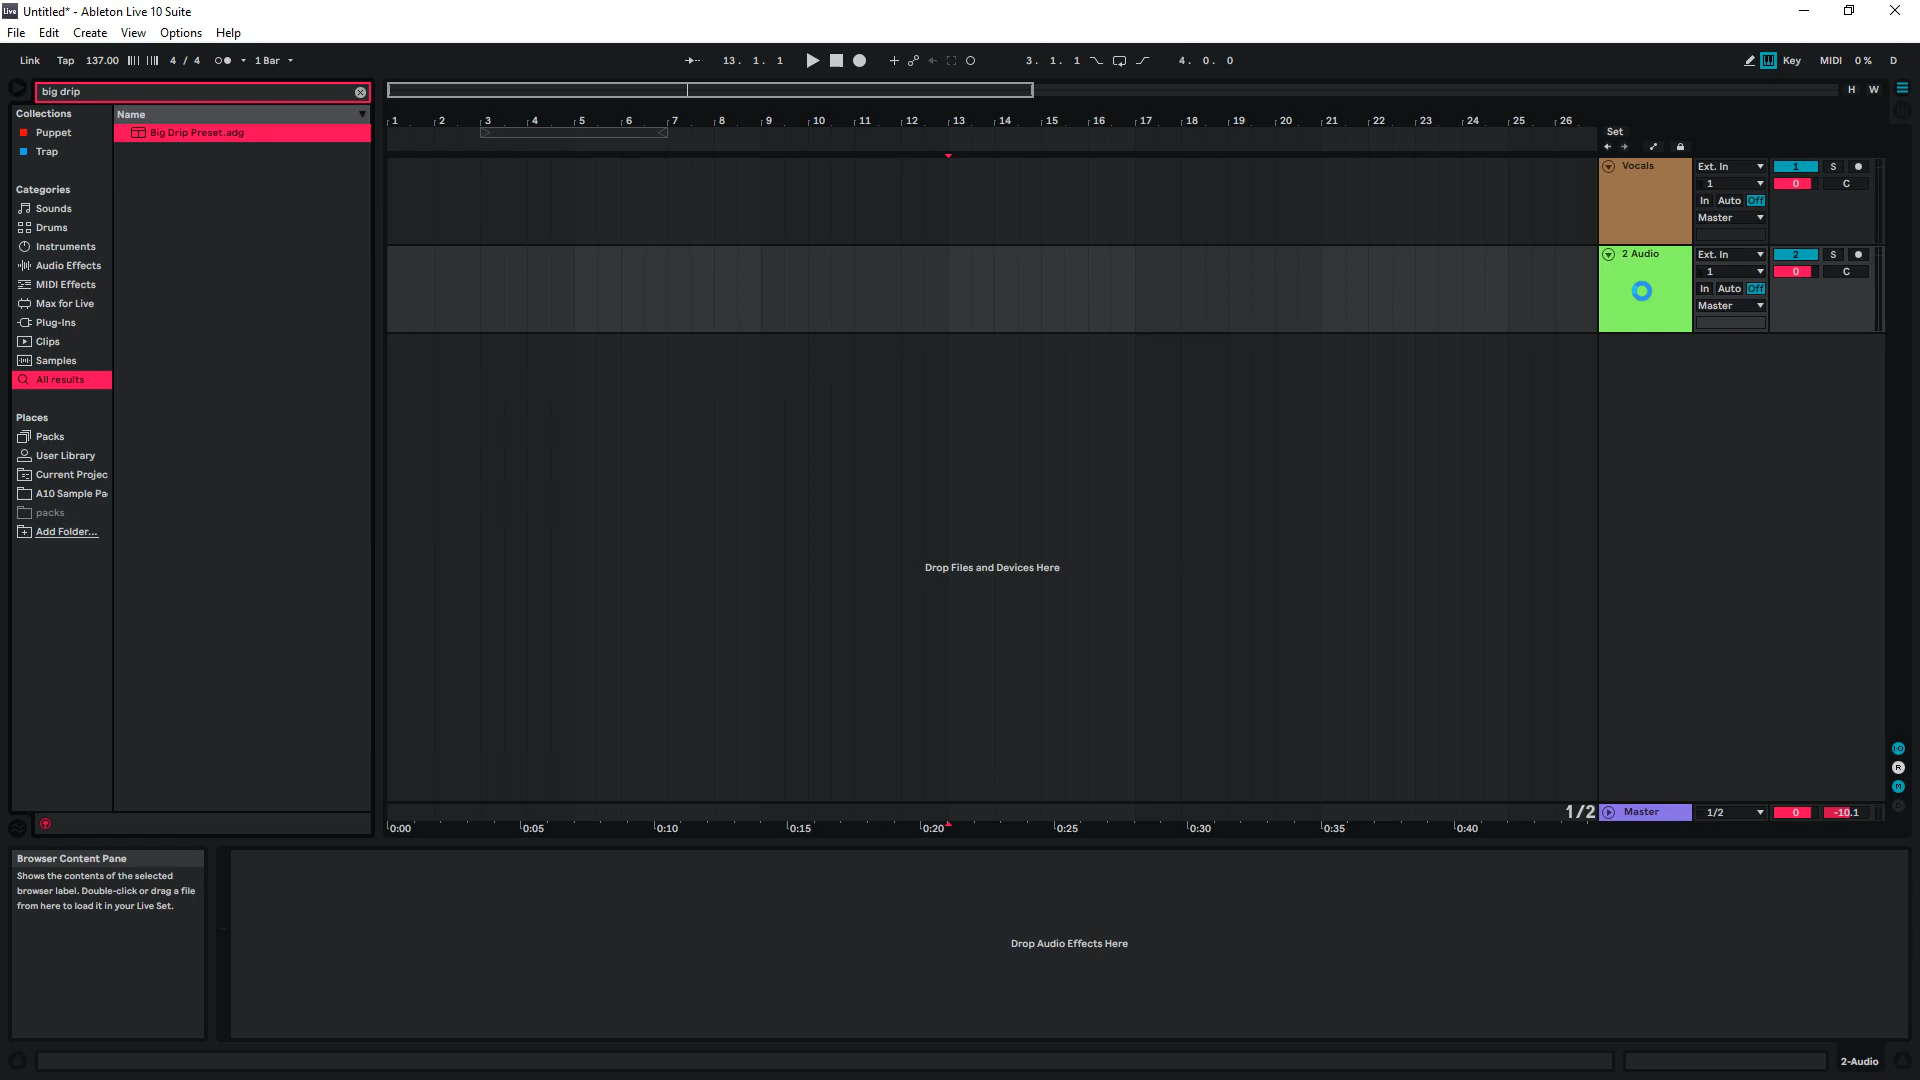 Untitled* - Ableton Live 10 Suite
File Edit Create View Options Help
Link Tap 137.00 4 / 4 1 Bar 13. 1. 1 3. 1. 1 4. 0. 0 Key MIDI 0 % D
big drip
H W
Collections
Puppet
Trap
Categories
Sounds
Drums
Instruments
Audio Effects
MIDI Effects
Max for Live
Plug-Ins
Clips
Samples
All results
Places
Packs
User Library
Current Projec
A10 Sample Pa
packs
Add Folder...
Name
Big Drip Preset.adg
1 2 3 4 5 6 7 8 9 10 11 12 13 14 15 16 17 18 19 20 21 22 23 24 25 26
Set
Vocals Ext. In 1 S
1 0 C
In Auto Off
Master
2 Audio Ext. In 2 S
1 0 C
In Auto Off
Master
Drop Files and Devices Here
IO
R
M
D
1/2 Master 1/2 0 -10.1
0:00 0:05 0:10 0:15 0:20 0:25 0:30 0:35 0:40
Browser Content Pane
Shows the contents of the selected
browser label. Double-click or drag a file
from here to load it in your Live Set.
Drop Audio Effects Here
2-Audio